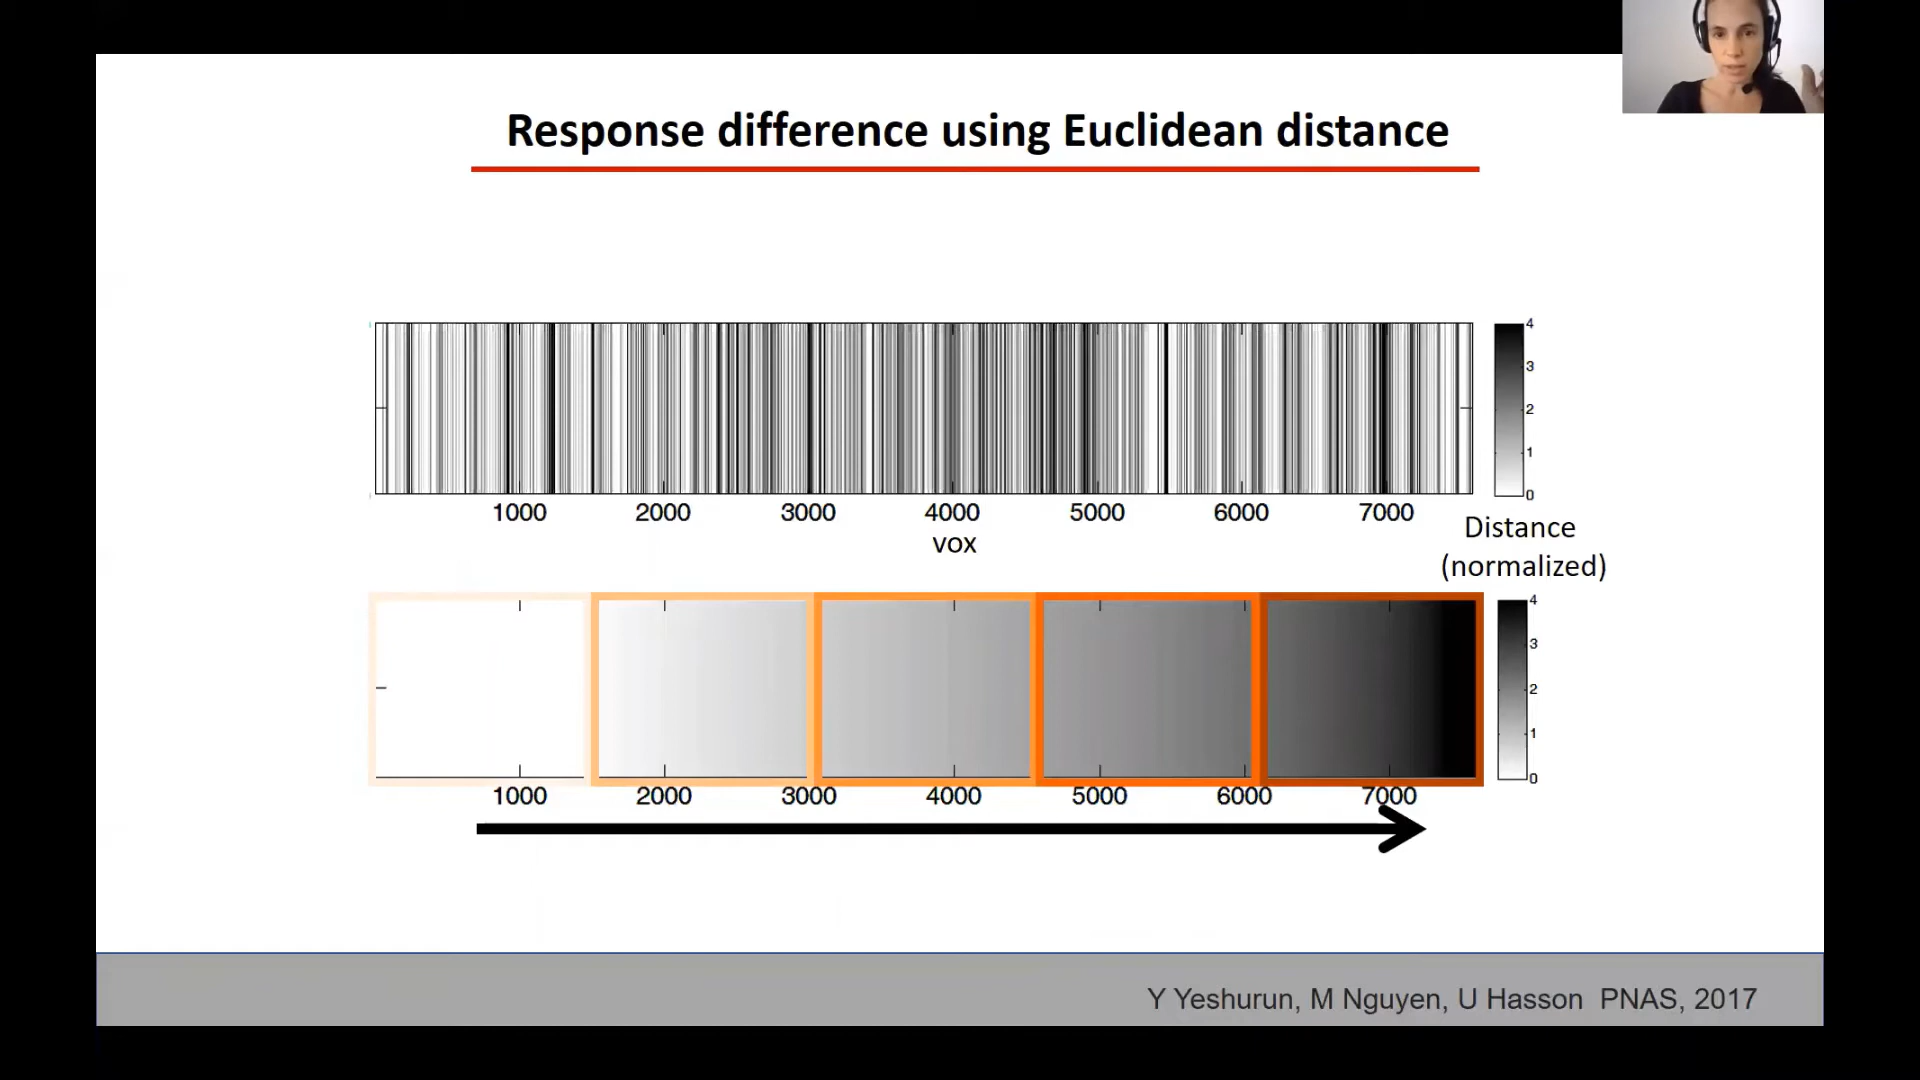 Response difference using Euclidean distance
4
3
2
1
0
1000 2000 3000 4000 5000 6000 7000
vox
Distance
(normalized)
4
3
2
1
0
1000 2000 3000 4000 5000 6000 7000
Y Yeshurun, M Nguyen, U Hasson PNAS, 2017